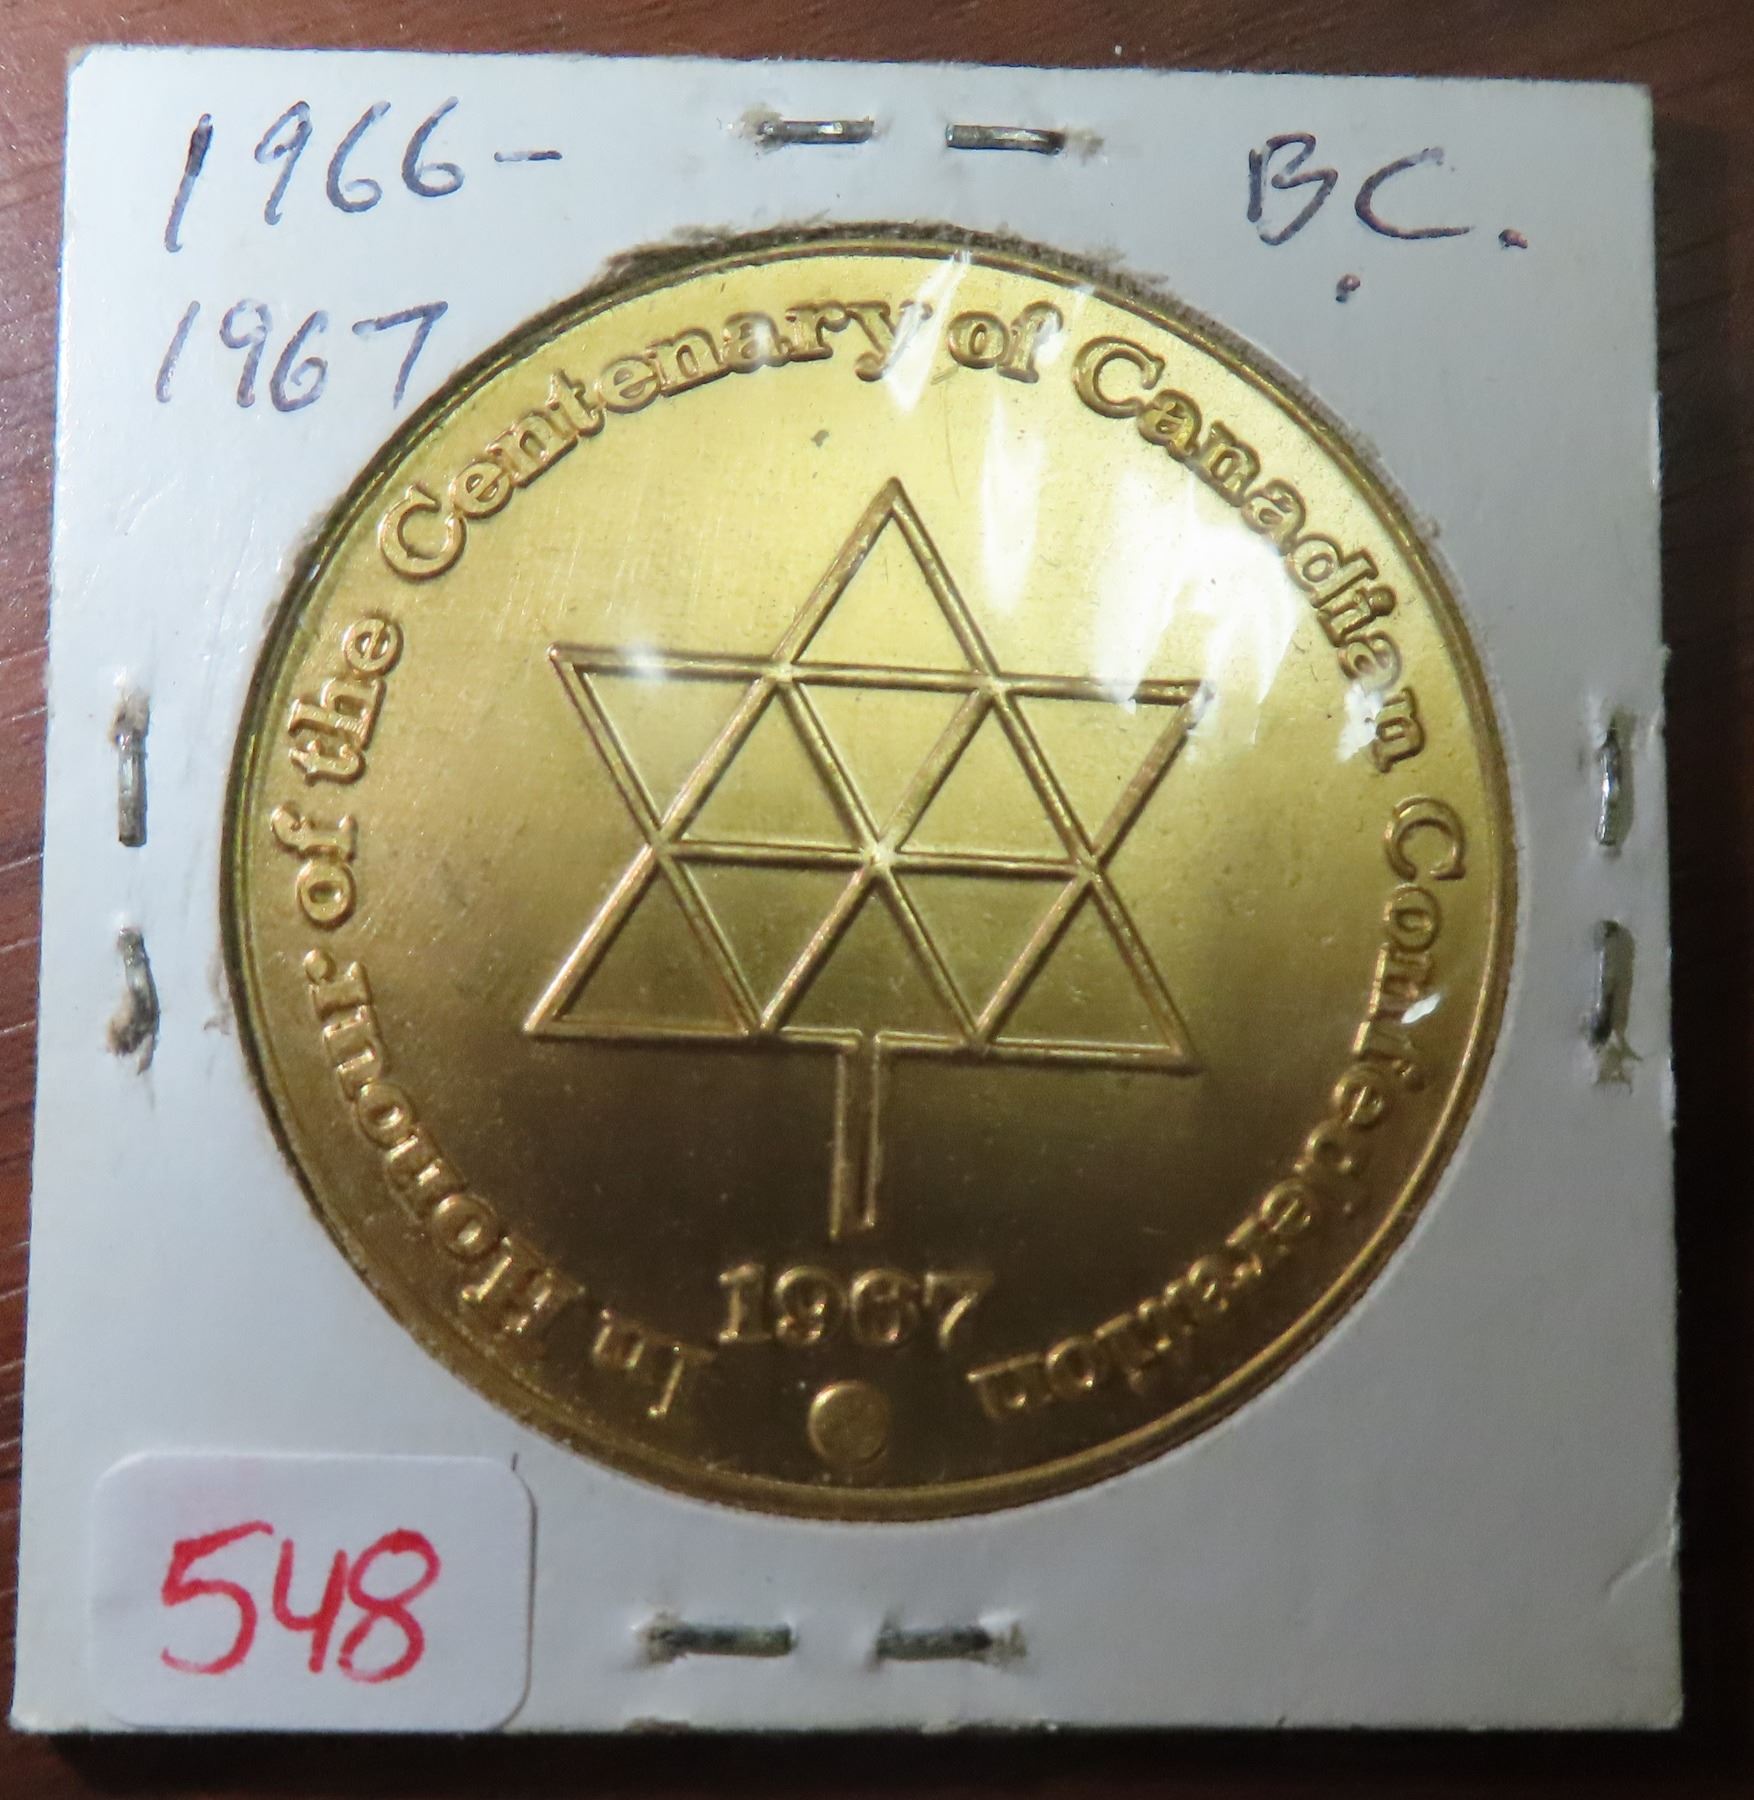 1966-
1967
B.C.
In Honour of the Centenary of Canadian Confederation
1967
548